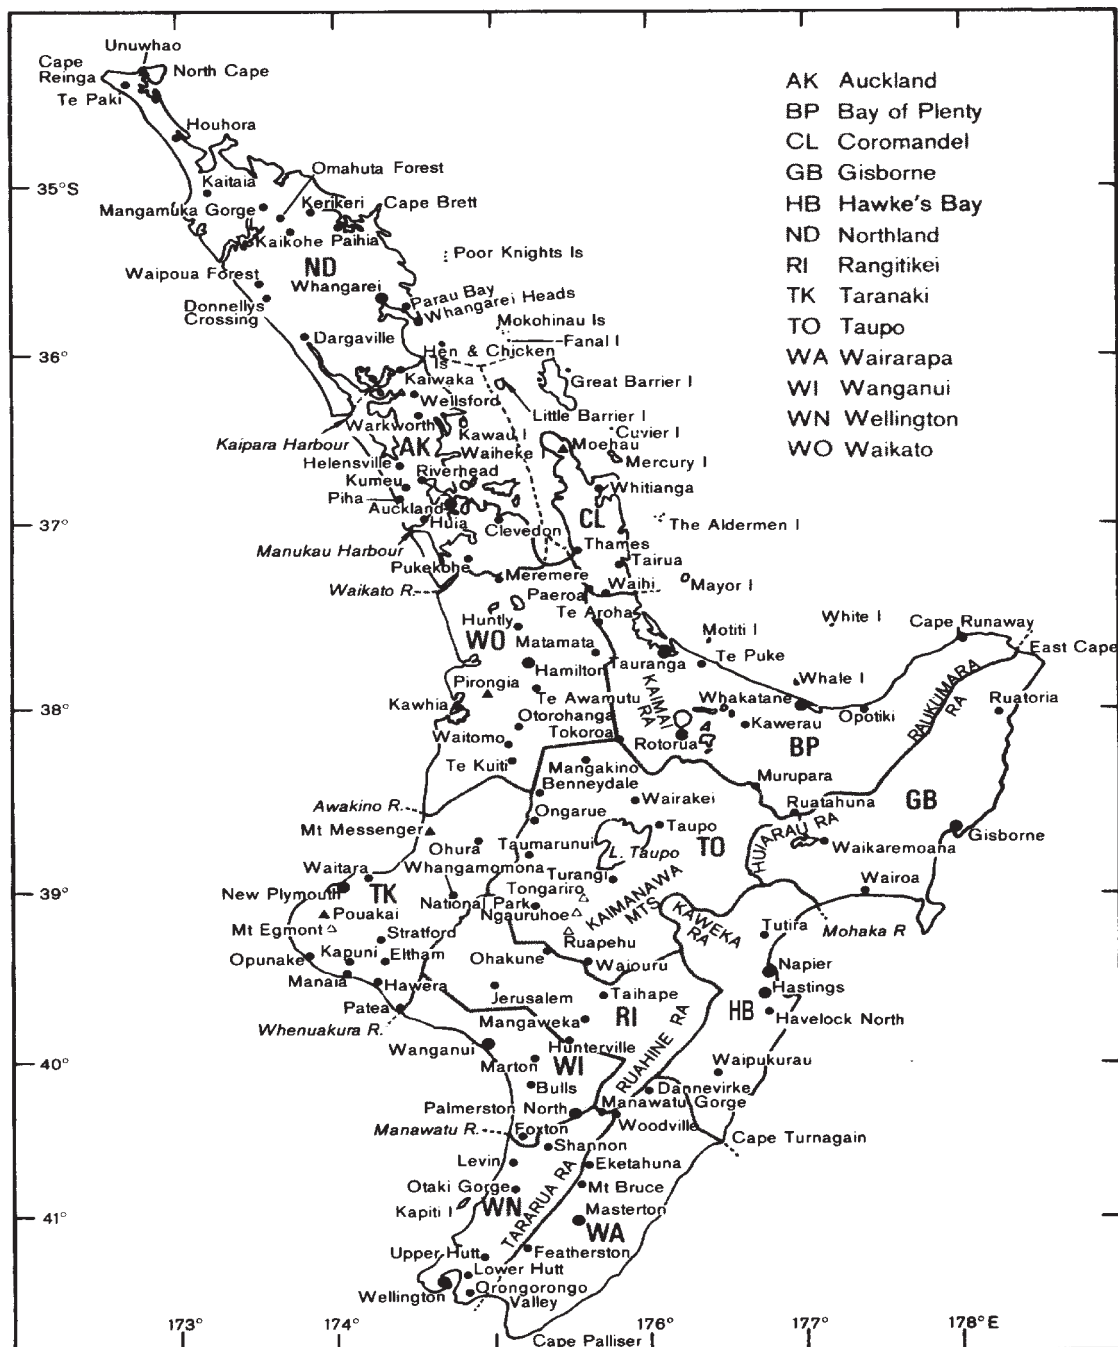 Unuwhao
Cape
Reinga
North Cape
Te Paki
Houhora
Omahuta Forest
35°S
Kaitaia
Mangamuka Gorge
Kerikeri
Cape Brett
Kaikohe
Paihia
Poor Knights Is
ND
Waipoua Forest
Whangarei
Parau Bay
Donnellys
Crossing
Whangarei Heads
Mokohinau Is
Dargaville
Fanal I
36°
Hen & Chicken
Is
Kaiwaka
Great Barrier I
Wellsford
Little Barrier I
Warkworth
Kawau I
Cuvier I
Kaipara Harbour
AK
Waiheke I
Moehau
Helensville
Riverhead
Mercury I
Kumeu
Whitianga
Piha
Auckland
CL
37°
Huia
Clevedon
The Aldermen I
Manukau Harbour
Thames
Pukekohe
Tairua
Waikato R.
Meremere
Waihi
Mayor I
Paeroa
Te Aroha
Huntly
WO
Motiti I
White I
Cape Runaway
Matamata
East Cape
Hamilton
Tauranga
Te Puke
Pirongia
KAIMAI
RA
Whale I
Te Awamutu
Whakatane
RAUKUMARA
RA
Ruatoria
38°
Kawhia
Otorohanga
Kawerau
Opotiki
Waitomo
Tokoroa
Rotorua
BP
Te Kuiti
Mangakino
Benneydale
Murupara
Awakino R.
Ongarue
Wairakei
Ruatahuna
GB
Mt Messenger
Taupo
HUIARAU RA
Gisborne
Ohura
Taumarunui
L. Taupo
TO
Waikaremoana
Waitara
Whangamomona
Turangi
Wairoa
39°
New Plymouth
TK
National Park
Tongariro
KAIMANAWA
MTS
Pouakai
Ngauruhoe
KAWEKA
RA
Mohaka R
Mt Egmont
Stratford
Ruapehu
Tutira
Opunake
Kapuni
Eltham
Ohakune
Waiouru
Napier
Manaia
Hawera
Jerusalem
Taihape
Hastings
Patea
HB
Whenuakura R.
Mangaweka
RI
Havelock North
Wanganui
Hunterville
RUAHINE RA
40°
Marton
WI
Waipukurau
Bulls
Dannevirke
Palmerston North
Manawatu Gorge
Manawatu R.
Foxton
Woodville
Cape Turnagain
Shannon
Levin
Eketahuna
Otaki Gorge
Mt Bruce
Kapiti I
WN
TARARUA RA
Masterton
41°
WA
Upper Hutt
Featherston
Lower Hutt
Wellington
Orongorongo
Valley
Cape Palliser
173°
174°
176°
177°
178°E
AK Auckland
BP Bay of Plenty
CL Coromandel
GB Gisborne
HB Hawke's Bay
ND Northland
RI Rangitikei
TK Taranaki
TO Taupo
WA Wairarapa
WI Wanganui
WN Wellington
WO Waikato